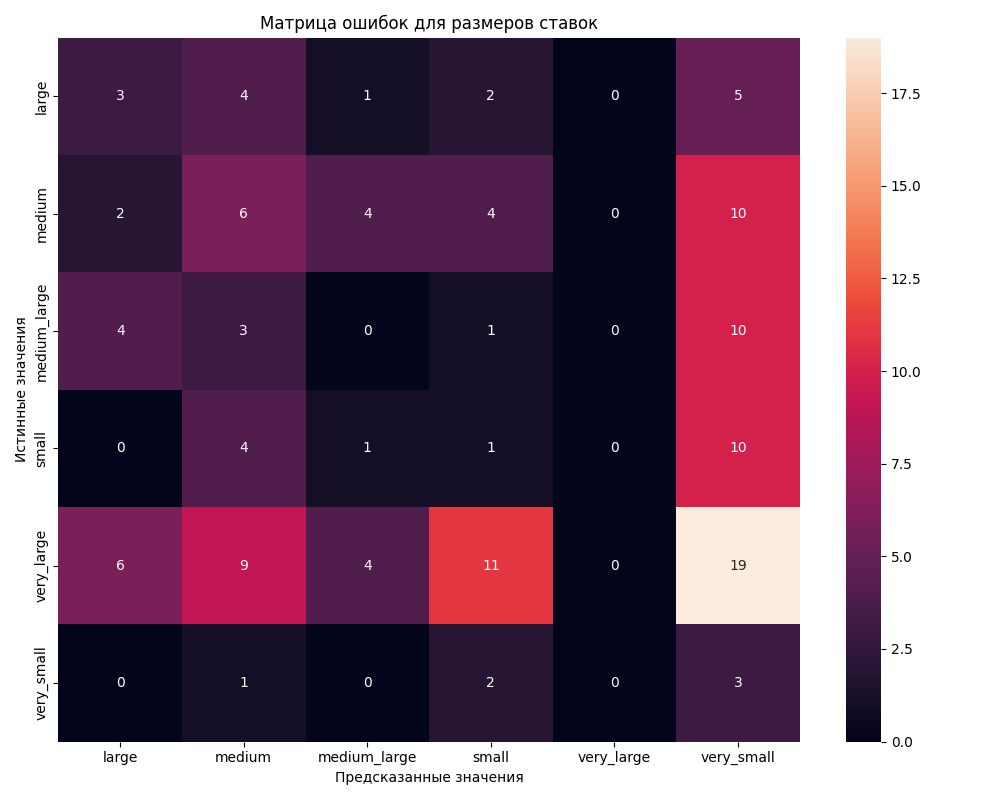 Матрица ошибок для размеров ставок
Истинные значения
large
3 4 1 2 0 5
medium
2 6 4 4 0 10
medium_large
4 3 0 1 0 10
small
0 4 1 1 0 10
very_large
6 9 4 11 0 19
very_small
0 1 0 2 0 3
large medium medium_large small very_large very_small
Предсказанные значения
17.5
15.0
12.5
10.0
7.5
5.0
2.5
0.0